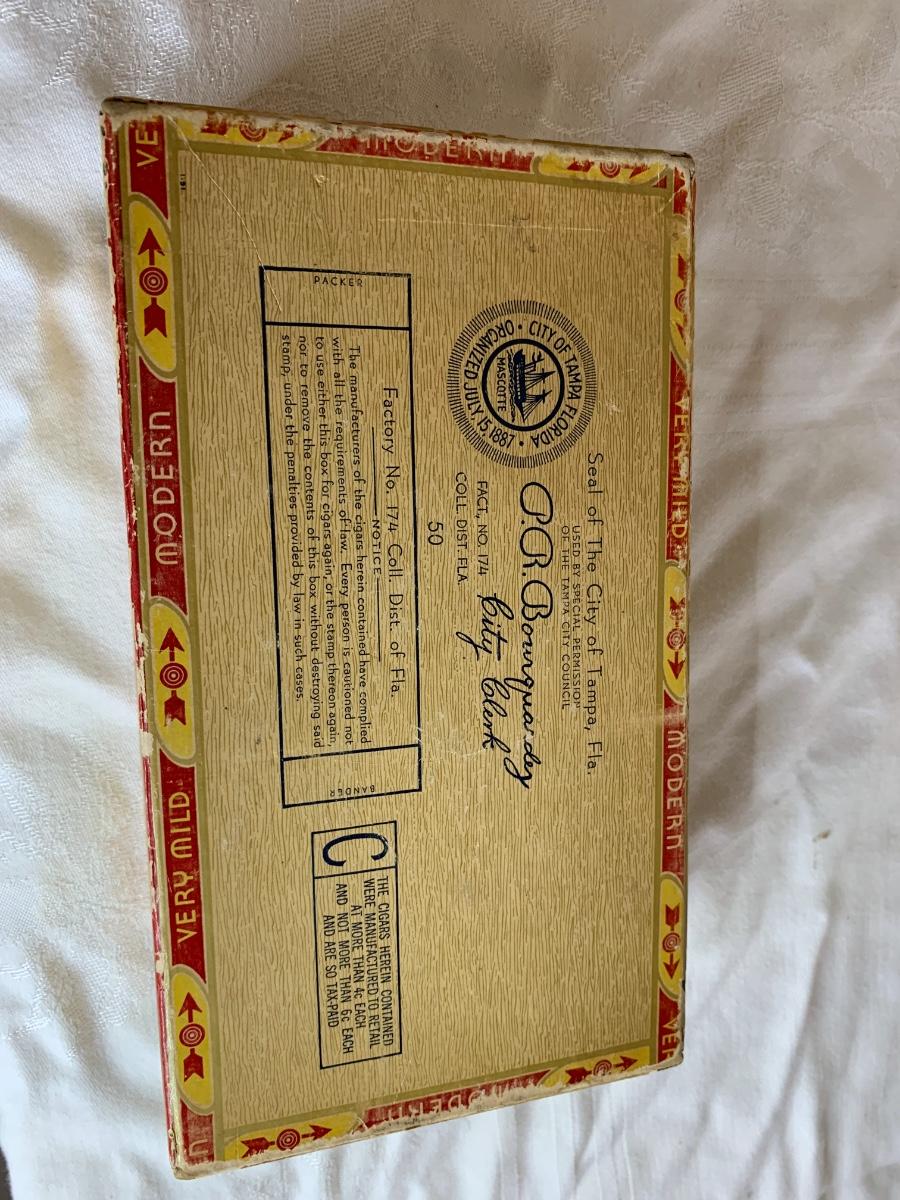 Seal of The City of Tampa, Fla.
USED BY SPECIAL PERMISSION
OF THE TAMPA CITY COUNCIL
CITY OF TAMPA FLORIDA
ORGANIZED JULY, 15, 1887
MASCOTTE
City Clerk
FACT. NO. 174
COLL. DIST. FLA.
50
PACKER
Factory No. 174 Coll. Dist. of Fla.
NOTICE
The manufacturers of the cigars herein contained have complied
with all the requirements of law. Every person is cautioned not
to use either this box for cigars again, or the stamp thereon again,
nor to remove the contents of this box without destroying said
stamp, under the penalties provided by law in such cases.
BANDER
C
THE CIGARS HEREIN CONTAINED
WERE MANUFACTURED TO RETAIL
AT MORE THAN 4c EACH
AND NOT MORE THAN 6c EACH
AND ARE SO TAX-PAID
VERY MILD
MODERN
VE
MODERN
VERY MILD
MODERN
VER
MODERN